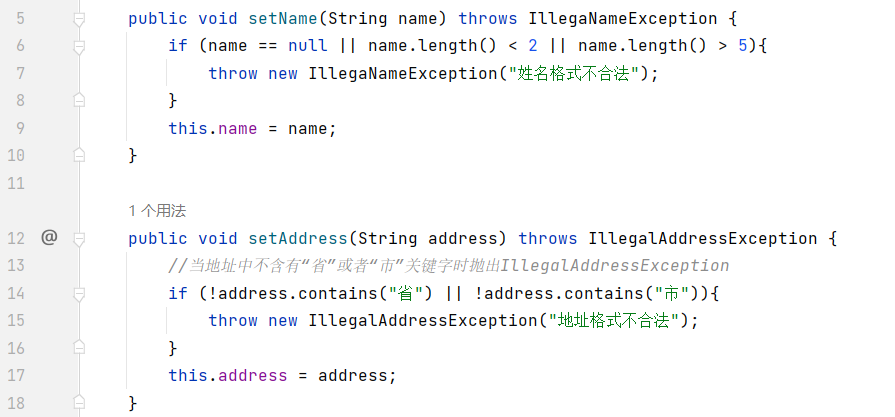 5 public void setName(String name) throws IllegaNameException {
6 if (name == null || name.length() < 2 || name.length() > 5){
7 throw new IllegaNameException("姓名格式不合法");
8 }
9 this.name = name;
10 }
11
1 个用法
12 @ public void setAddress(String address) throws IllegalAddressException {
13 //当地址中不含有“省”或者“市”关键字时抛出IllegalAddressException
14 if (!address.contains("省") || !address.contains("市")){
15 throw new IllegalAddressException("地址格式不合法");
16 }
17 this.address = address;
18 }